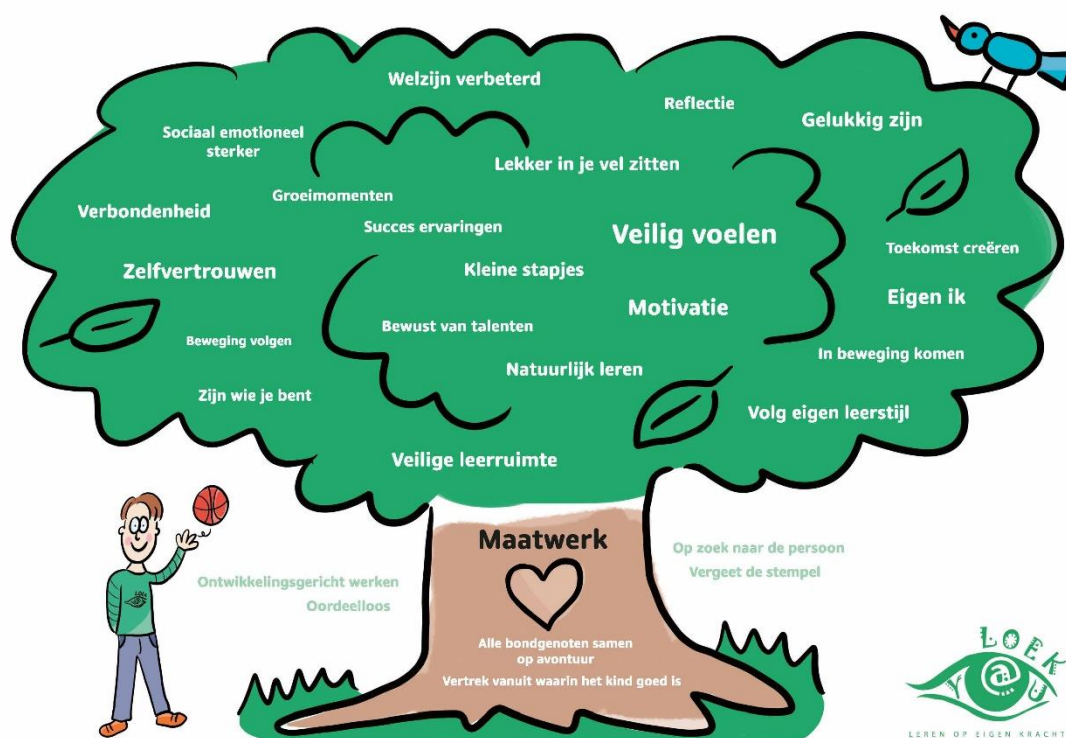 Welzijn verbeterd
Reflectie
Gelukkig zijn
Sociaal emotioneel
sterker
Lekker in je vel zitten
Groeimomenten
Verbondenheid
Succes ervaringen
Veilig voelen
Toekomst creëren
Zelfvertrouwen
Kleine stapjes
Eigen ik
Motivatie
Bewust van talenten
Beweging volgen
In beweging komen
Natuurlijk leren
Zijn wie je bent
Volg eigen leerstijl
Veilige leerruimte
Maatwerk
Op zoek naar de persoon
Vergeet de stempel
Ontwikkelingsgericht werken
Oordeelloos
Alle bondgenoten samen
op avontuur
Vertrek vanuit waarin het kind goed is
LOEK
LOEK
Y@U
LEREN OP EIGEN KRACHT